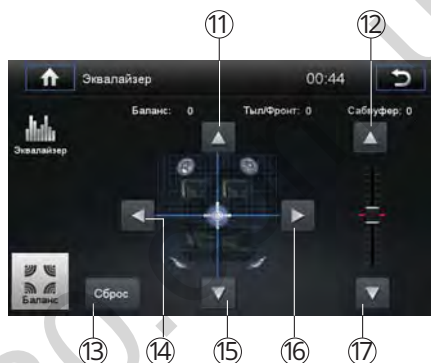 ⑪ ⑫
Эквалайзер 00:44
Баланс: 0 Тыл/Фронт: 0 Сабвуфер: 0
Эквалайзер
Баланс
Сброс
⑬ ⑭ ⑮ ⑯ ⑰